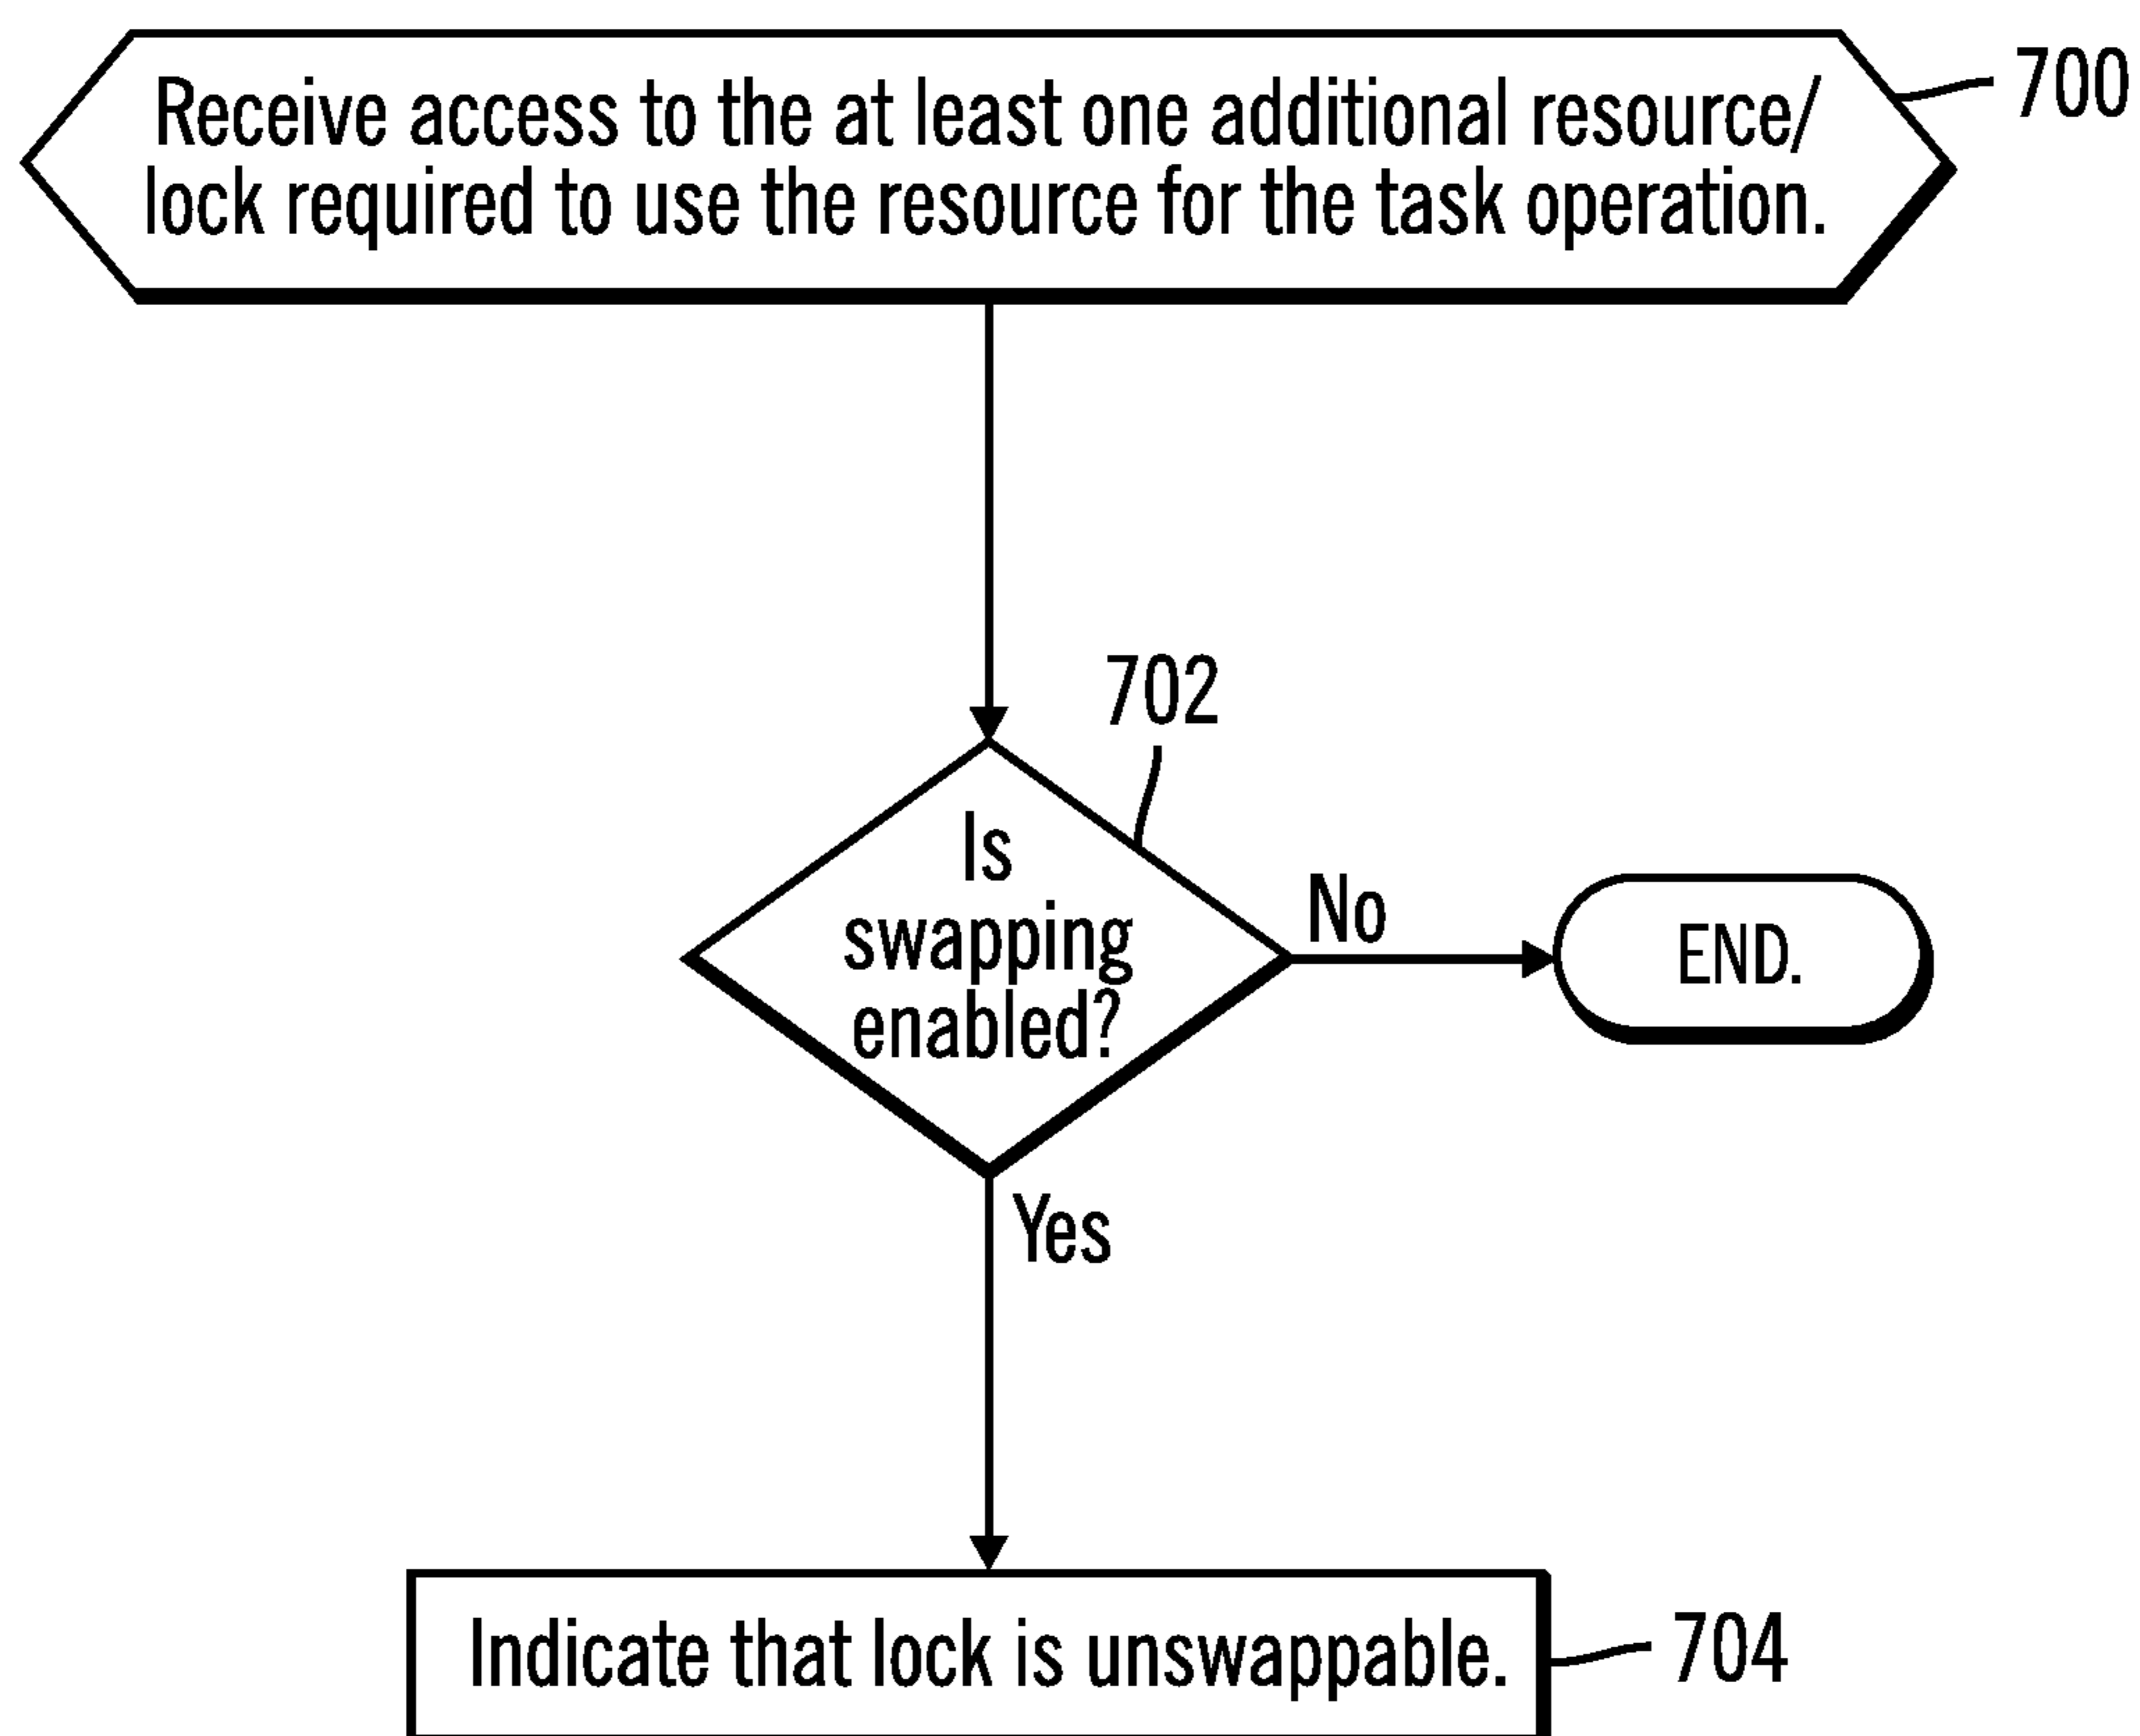 Receive access to the at least one additional resource/
lock required to use the resource for the task operation.
700
702
Is
swapping
enabled?
No
END.
Yes
Indicate that lock is unswappable.
704